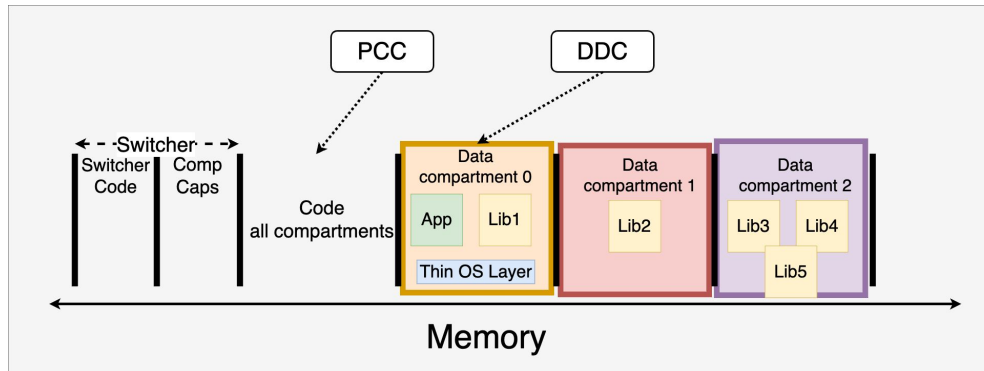 PCC
DDC
Switcher
Switcher
Code
Comp
Caps
Code
all compartments
Data
compartment 0
App
Lib1
Thin OS Layer
Data
compartment 1
Lib2
Data
compartment 2
Lib3
Lib4
Lib5
Memory